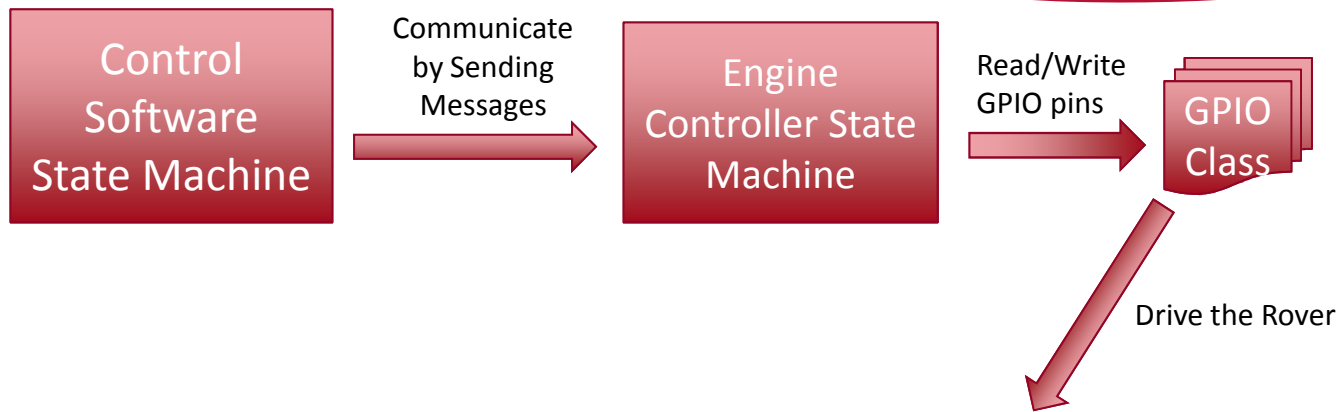 Control
Software
State Machine
Communicate
by Sending
Messages
Engine
Controller State
Machine
Read/Write
GPIO pins
GPIO
Class
Drive the Rover